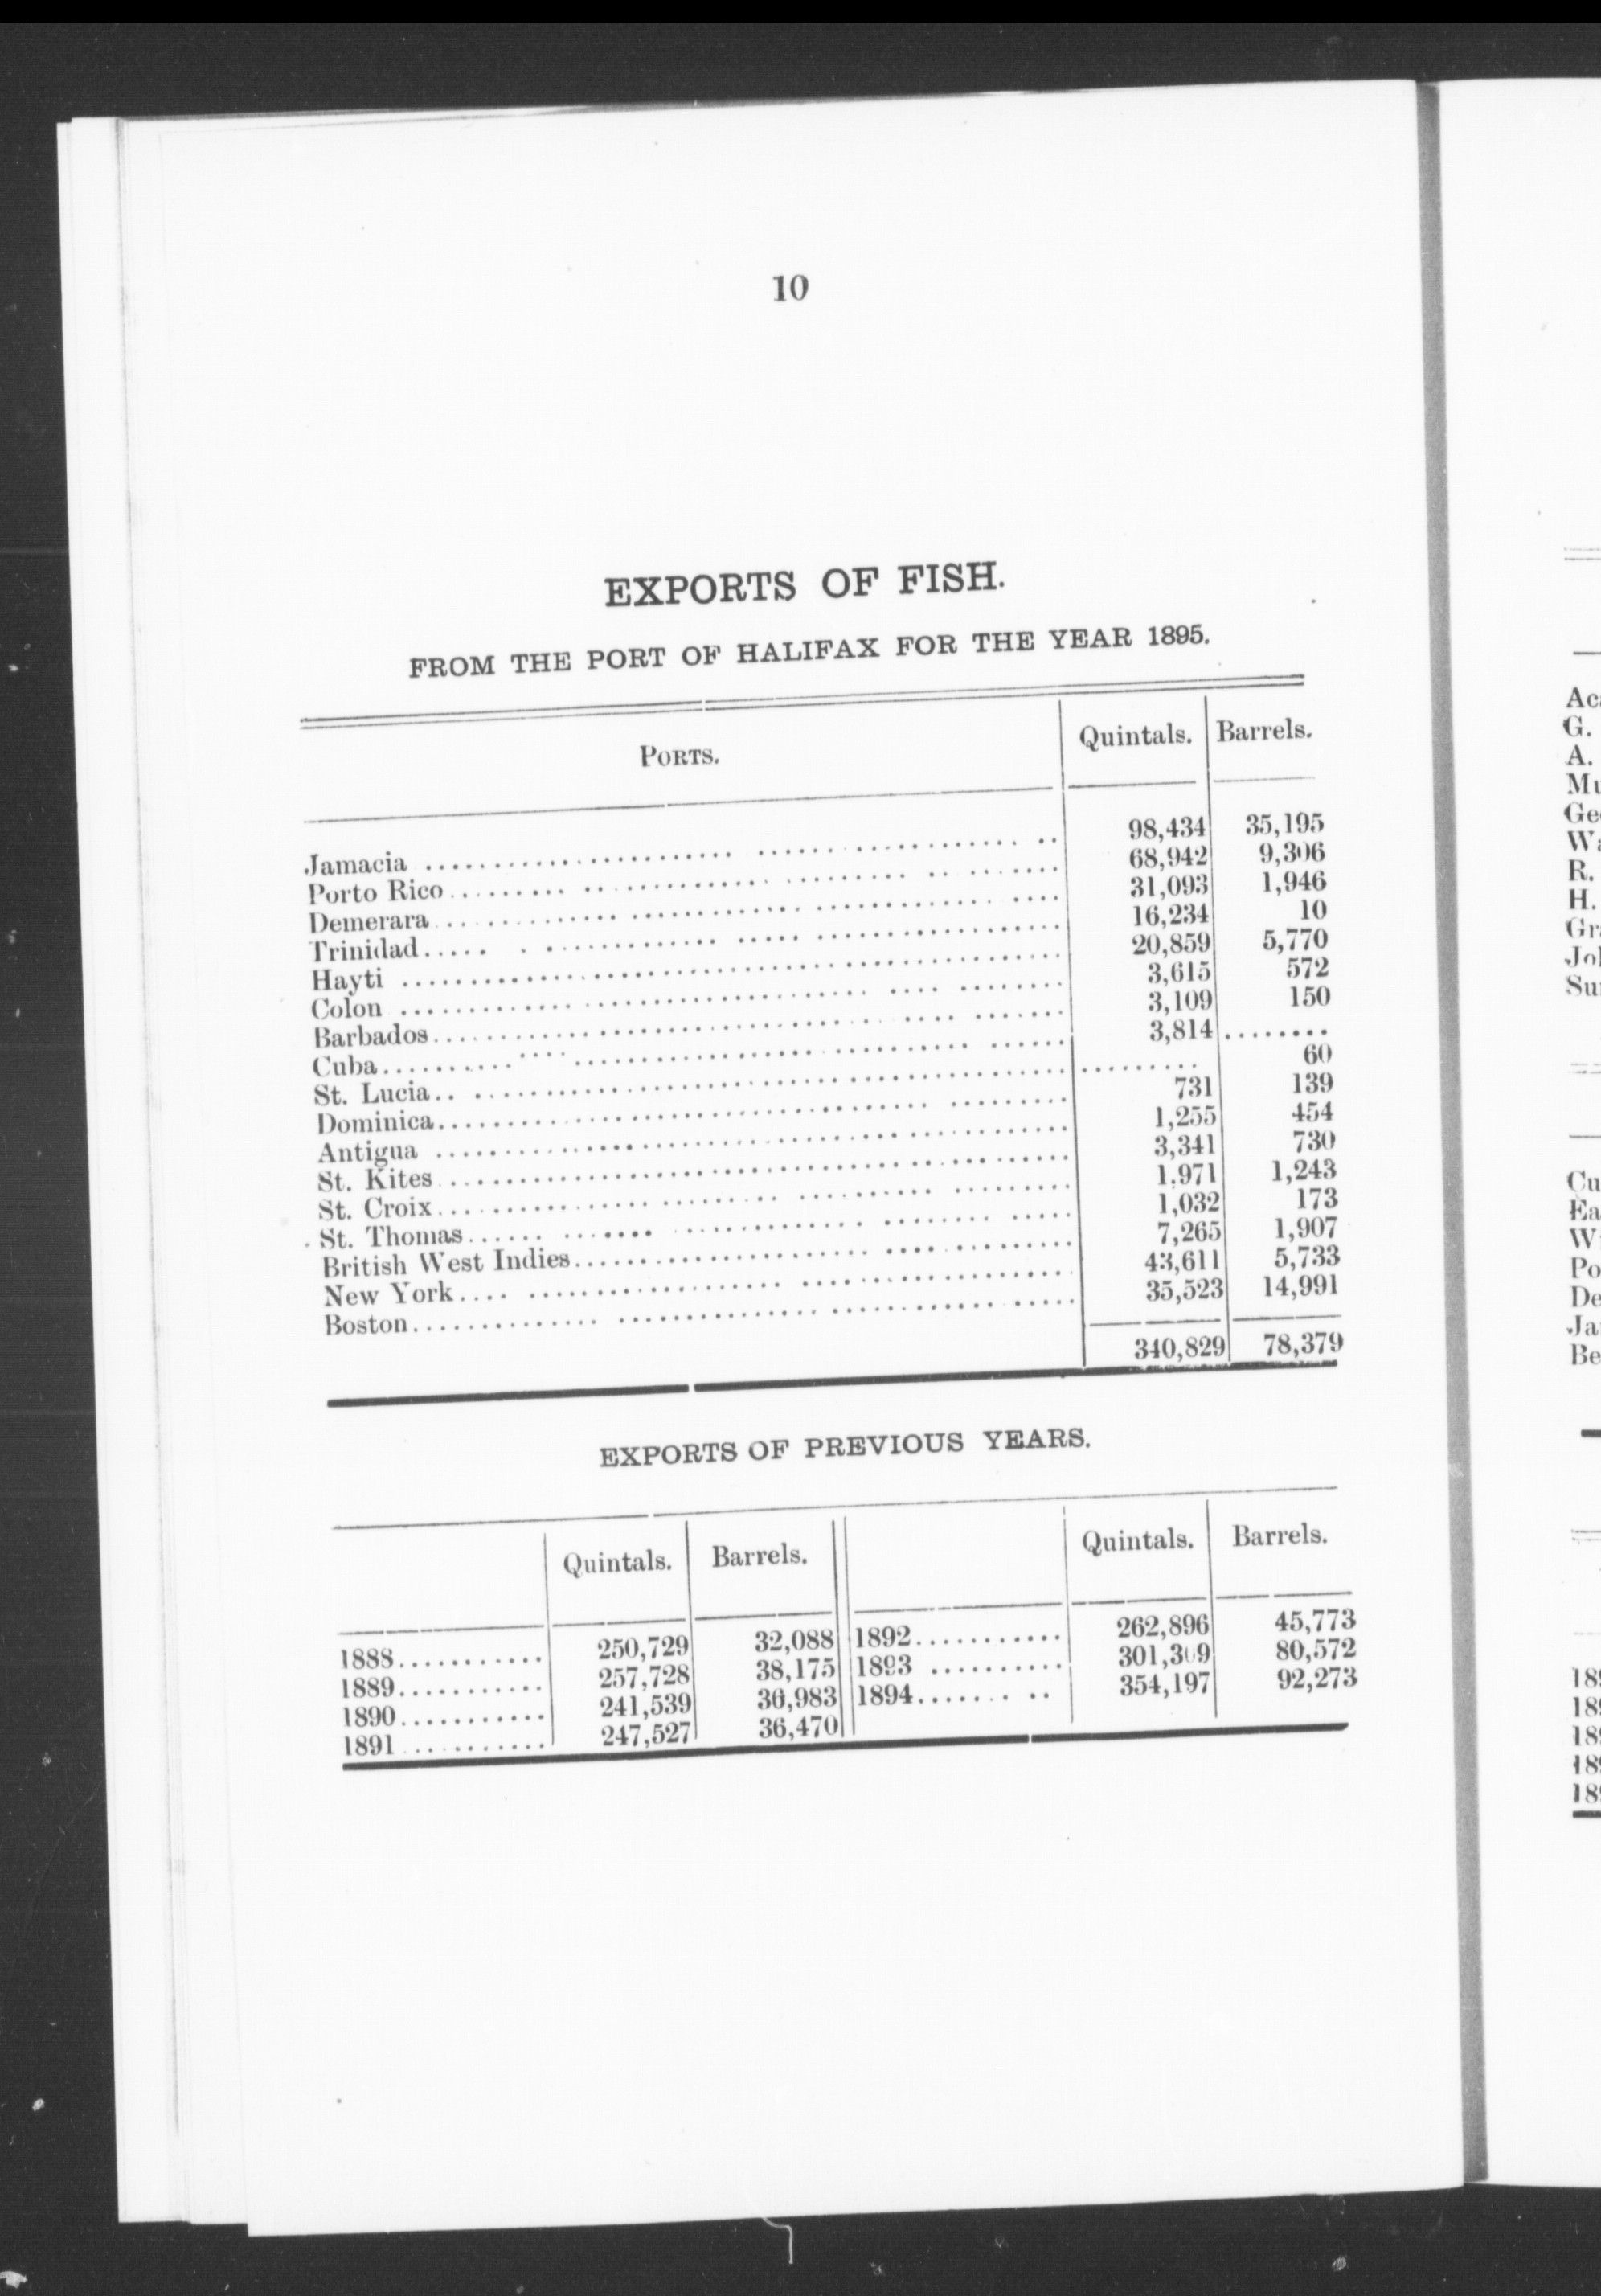 10
EXPORTS OF FISH.
FROM THE PORT OF HALIFAX FOR THE YEAR 1895.
PORTS. Quintals. Barrels.
Jamacia ........ 98,434 35,195
Porto Rico ........ 68,942 9,306
Demerara ........ 31,093 1,946
Trinidad ........ 16,234 10
Hayti ........ 20,859 5,770
Colon ........ 3,615 572
Barbados ........ 3,109 150
Cuba ........ 3,814 ........
St. Lucia ........ ........ 60
Dominica ........ 731 139
Antigua ........ 1,255 454
St. Kites ........ 3,341 730
St. Croix ........ 1,971 1,243
St. Thomas ........ 1,032 173
British West Indies ........ 7,265 1,907
New York ........ 43,611 5,733
Boston ........ 35,523 14,991
340,829 78,379
EXPORTS OF PREVIOUS YEARS.
Quintals. Barrels. Quintals. Barrels.
1888 ........ 250,729 32,088 1892 ........ 262,896 45,773
1889 ........ 257,728 38,175 1893 ........ 301,309 80,572
1890 ........ 241,539 36,983 1894 ........ 354,197 92,273
1891 ........ 247,527 36,470